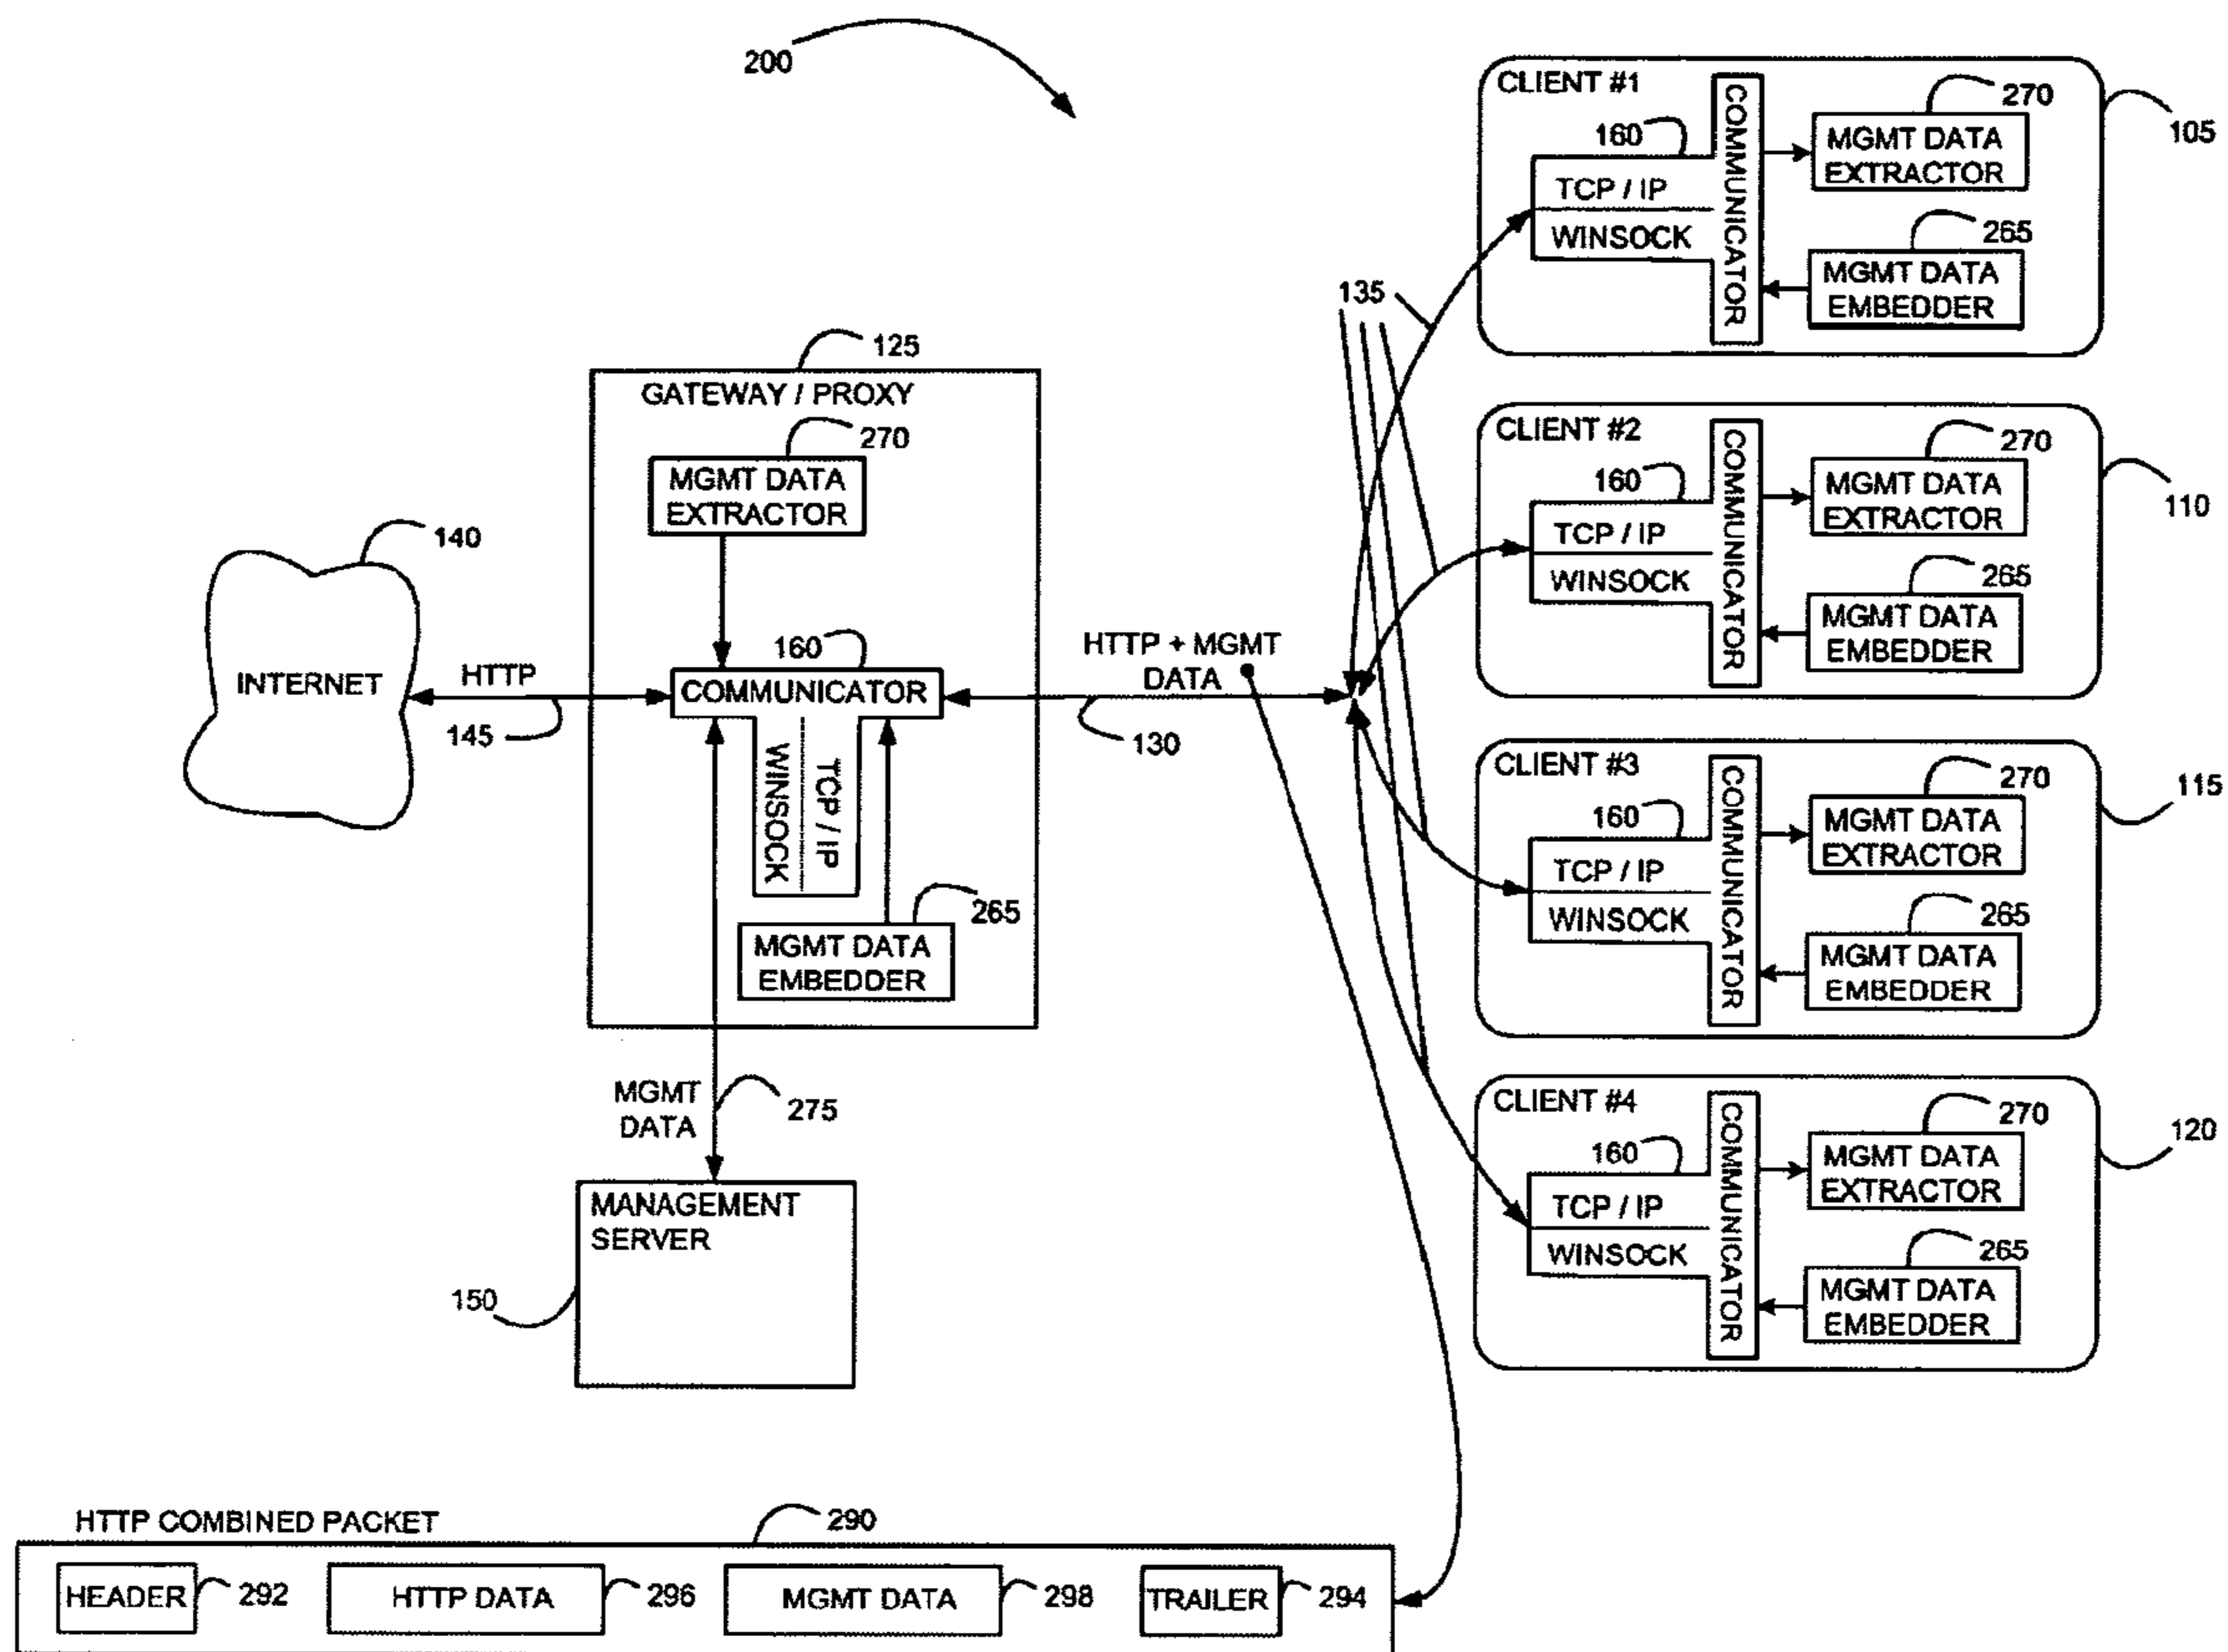 200
CLIENT #1
160
TCP / IP
WINSOCK
COMMUNICATOR
270
MGMT DATA
EXTRACTOR
265
MGMT DATA
EMBEDDER
105
135
125
GATEWAY / PROXY
270
MGMT DATA
EXTRACTOR
CLIENT #2
160
TCP / IP
WINSOCK
COMMUNICATOR
270
MGMT DATA
EXTRACTOR
265
MGMT DATA
EMBEDDER
110
140
INTERNET
HTTP
145
160
COMMUNICATOR
WINSOCK
TCP / IP
HTTP + MGMT
DATA
130
265
MGMT DATA
EMBEDDER
CLIENT #3
160
TCP / IP
WINSOCK
COMMUNICATOR
270
MGMT DATA
EXTRACTOR
265
MGMT DATA
EMBEDDER
115
MGMT
DATA
275
MANAGEMENT
SERVER
150
CLIENT #4
160
TCP / IP
WINSOCK
COMMUNICATOR
270
MGMT DATA
EXTRACTOR
265
MGMT DATA
EMBEDDER
120
HTTP COMBINED PACKET
290
HEADER
292
HTTP DATA
296
MGMT DATA
298
TRAILER
294